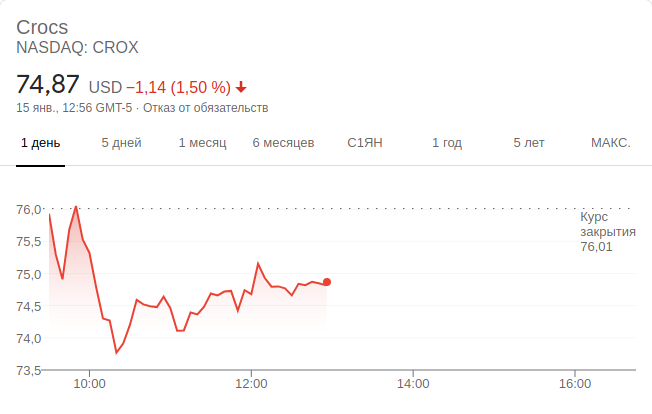 Crocs
NASDAQ: CROX
74,87 USD −1,14 (1,50 %)
15 янв., 12:56 GMT-5 · Отказ от обязательств
1 день 5 дней 1 месяц 6 месяцев С1ЯН 1 год 5 лет МАКС.
76,0
Курс
закрытия
76,01
75,5
75,0
74,5
74,0
73,5
10:00 12:00 14:00 16:00